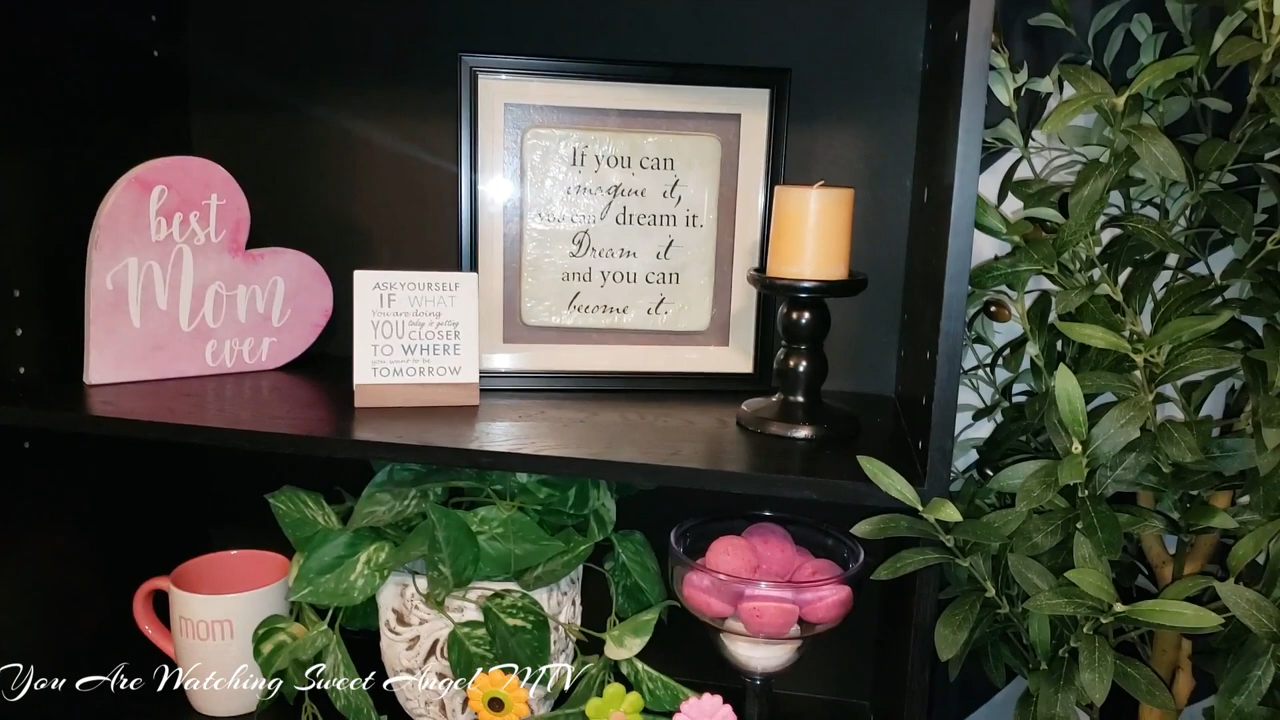 best
Mom
ever
ASK YOURSELF
IF WHAT
You are doing
YOU today is getting
CLOSER
TO WHERE
you want to be
TOMORROW
If you can
imagine it,
you can dream it.
Dream it
and you can
become it.
mom
You Are Watching Sweet Angel MTV